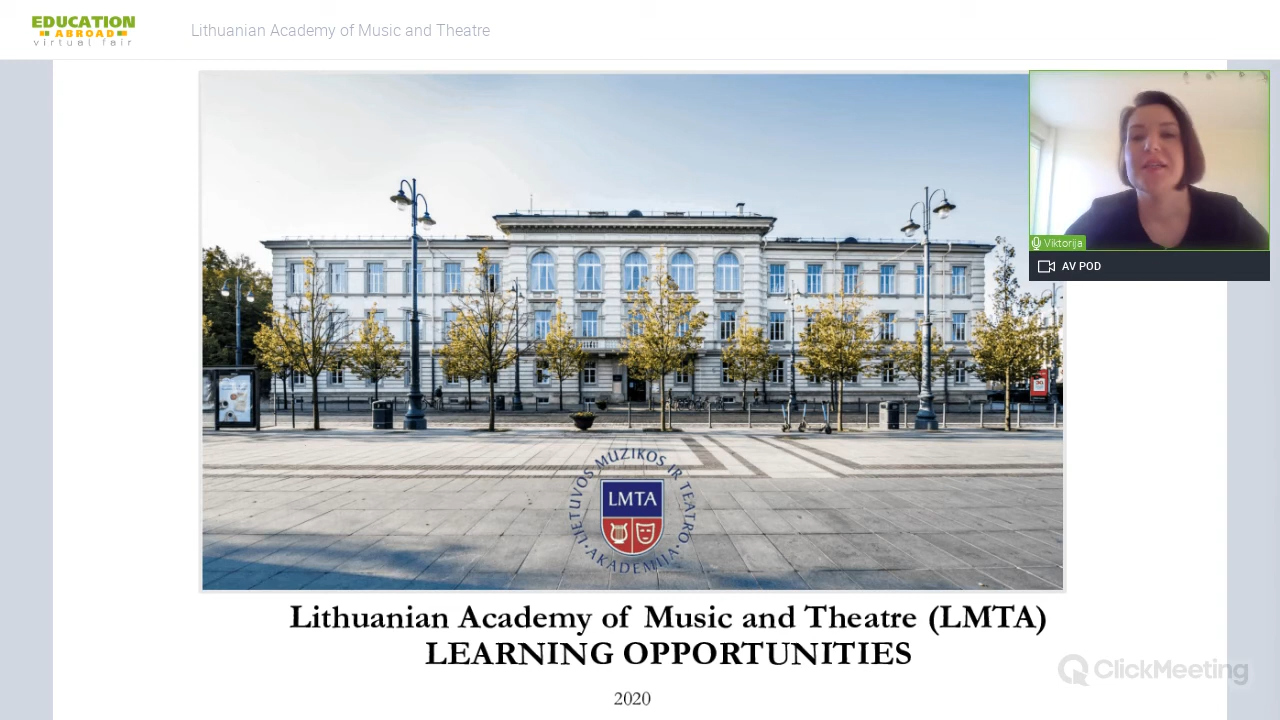 EDUCATION
ABROAD
virtual fair
Lithuanian Academy of Music and Theatre
Viktorija
AV POD
LIETUVOS MUZIKOS IR TEATRO
AKADEMIJA
LMTA
Lithuanian Academy of Music and Theatre (LMTA)
LEARNING OPPORTUNITIES
2020
ClickMeeting